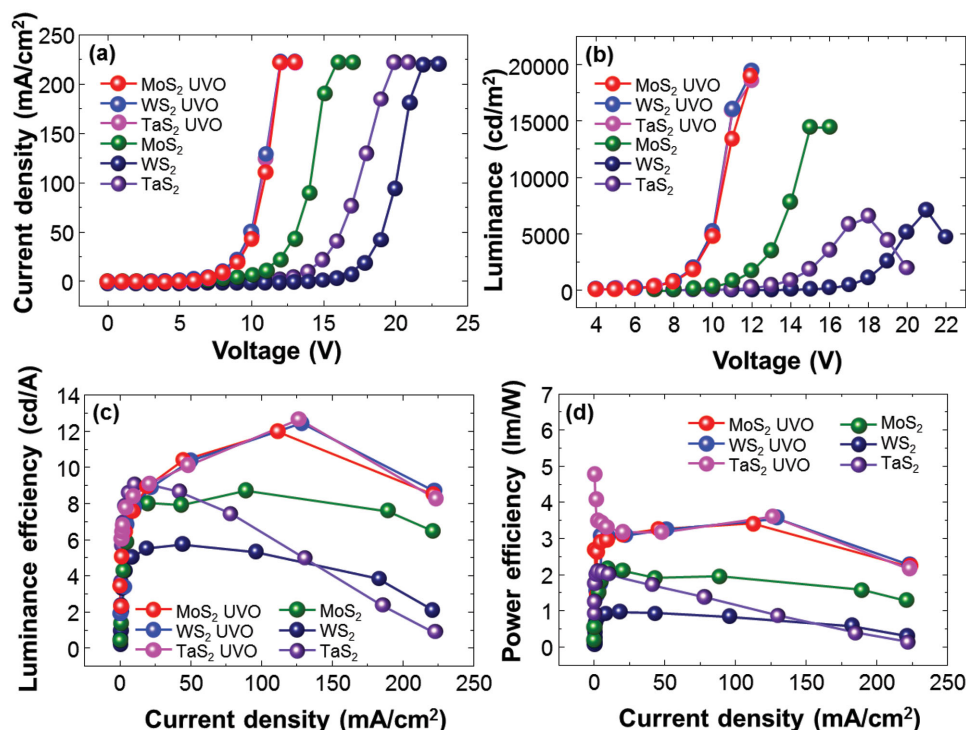 (a)
Current density (mA/cm²)
250
200
150
100
50
0
MoS₂ UVO
WS₂ UVO
TaS₂ UVO
MoS₂
WS₂
TaS₂
0 5 10 15 20 25
Voltage (V)
(b)
Luminance (cd/m²)
20000
15000
10000
5000
0
MoS₂ UVO
WS₂ UVO
TaS₂ UVO
MoS₂
WS₂
TaS₂
4 6 8 10 12 14 16 18 20 22
Voltage (V)
(c)
Luminance effciency (cd/A)
14
12
10
8
6
4
2
0
MoS₂ UVO MoS₂
WS₂ UVO WS₂
TaS₂ UVO TaS₂
0 50 100 150 200 250
Current density (mA/cm²)
(d)
Power efficiency (lm/W)
7
6
5
4
3
2
1
0
MoS₂ UVO MoS₂
WS₂ UVO WS₂
TaS₂ UVO TaS₂
0 50 100 150 200 250
Current density (mA/cm²)